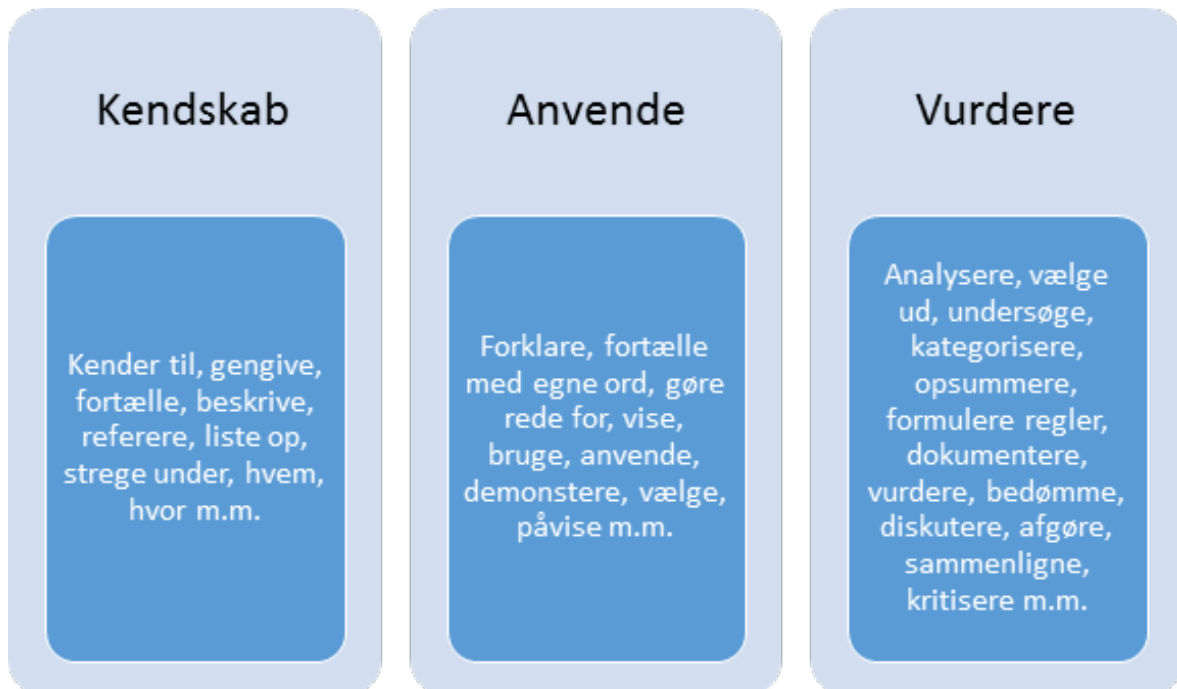 Kendskab
Kender til, gengive,
fortælle, beskrive,
referere, liste op,
strege under, hvem,
hvor m.m.
Anvende
Forklare, fortælle
med egne ord, gøre
rede for, vise,
bruge, anvende,
demonstere, vælge,
påvise m.m.
Vurdere
Analysere, vælge
ud, undersøge,
kategorisere,
opsummere,
formulere regler,
dokumentere,
vurdere, bedømme,
diskutere, afgøre,
sammenligne,
kritisere m.m.